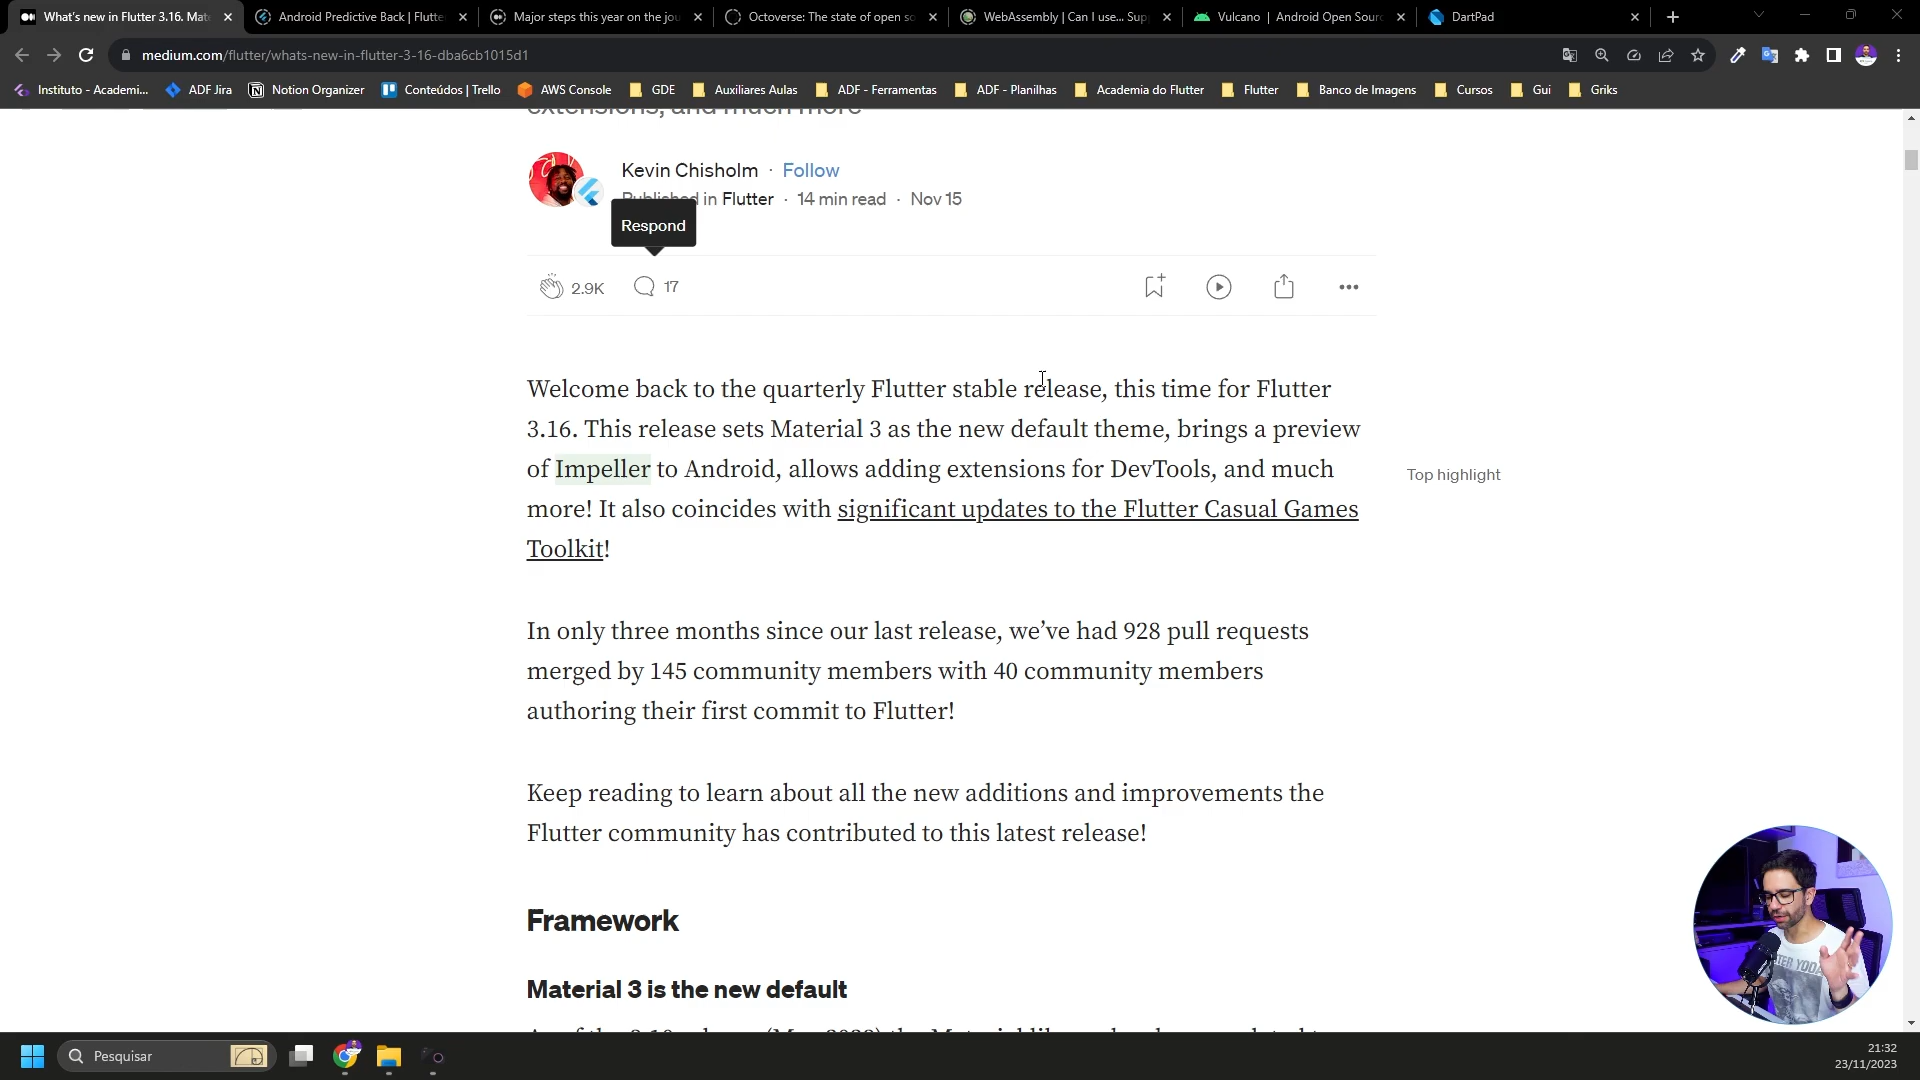 What's new in Flutter 3.16. Mat
Android Predictive Back | Flutte
Major steps this year on the jou
Octoverse: The state of open so
WebAssembly | Can I use... Sup
Vulcano | Android Open Sourc
DartPad
medium.com/flutter/whats-new-in-flutter-3-16-dba6cb1015d1
Instituto - Academi...
ADF Jira
Notion Organizer
Conteúdos | Trello
AWS Console
GDE
Auxiliares Aulas
ADF - Ferramentas
ADF - Planilhas
Academia do Flutter
Flutter
Banco de Imagens
Cursos
Gui
Griks
extensions, and much more
Kevin Chisholm · Follow
Published in Flutter · 14 min read · Nov 15
Respond
2.9K
17
Welcome back to the quarterly Flutter stable release, this time for Flutter
3.16. This release sets Material 3 as the new default theme, brings a preview
of Impeller to Android, allows adding extensions for DevTools, and much
more! It also coincides with significant updates to the Flutter Casual Games
Toolkit!
Top highlight
In only three months since our last release, we've had 928 pull requests
merged by 145 community members with 40 community members
authoring their first commit to Flutter!
Keep reading to learn about all the new additions and improvements the
Flutter community has contributed to this latest release!
Framework
Material 3 is the new default
Pesquisar
21:32
23/11/2023